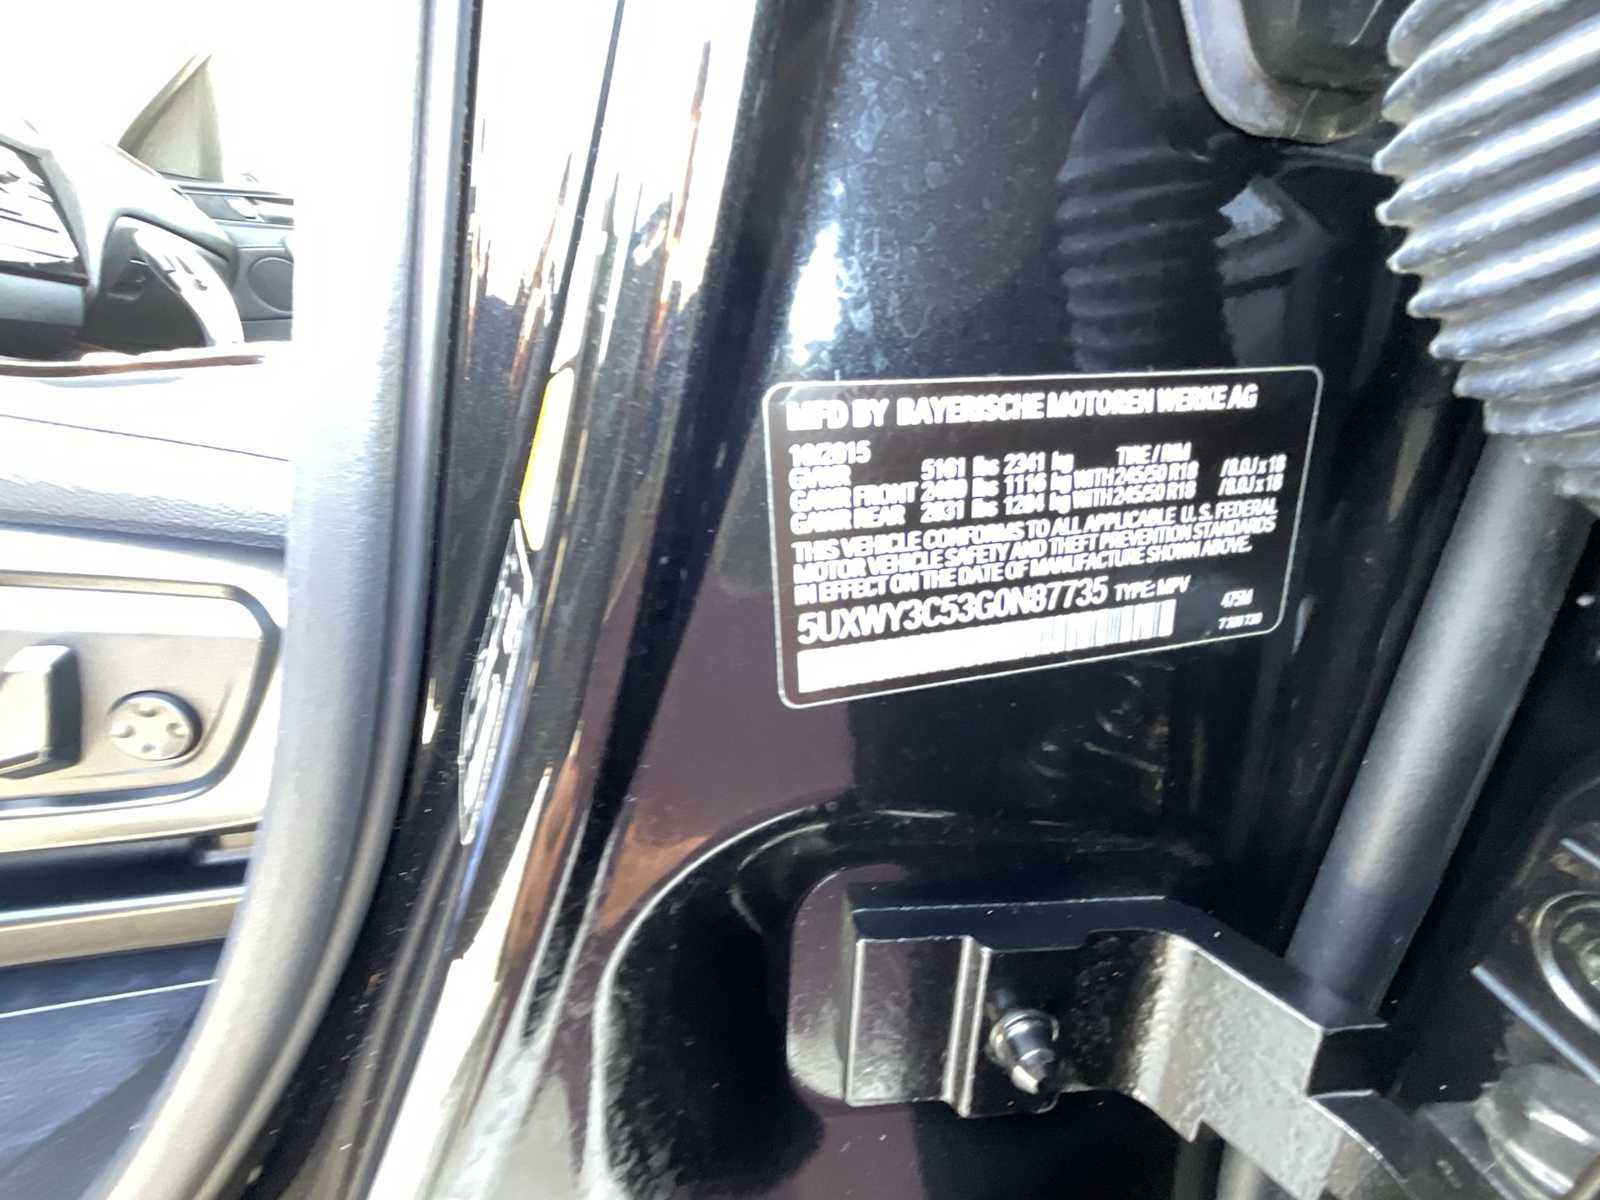 MFD BY BAYERISCHE MOTOREN WERKE AG
10/2015
GVWR 5161 lbs 2341 kg TIRE / RIM
GAWR FRONT 2460 lbs 1116 kg WITH 245/50 R18 /8.0J x 18
GAWR REAR 2831 lbs 1284 kg WITH 245/50 R18 /8.0J x 18
THIS VEHICLE CONFORMS TO ALL APPLICABLE U.S. FEDERAL
MOTOR VEHICLE SAFETY AND THEFT PREVENTION STANDARDS
IN EFFECT ON THE DATE OF MANUFACTURE SHOWN ABOVE.
5UXWY3C53G0N87735 TYPE: MPV 475M